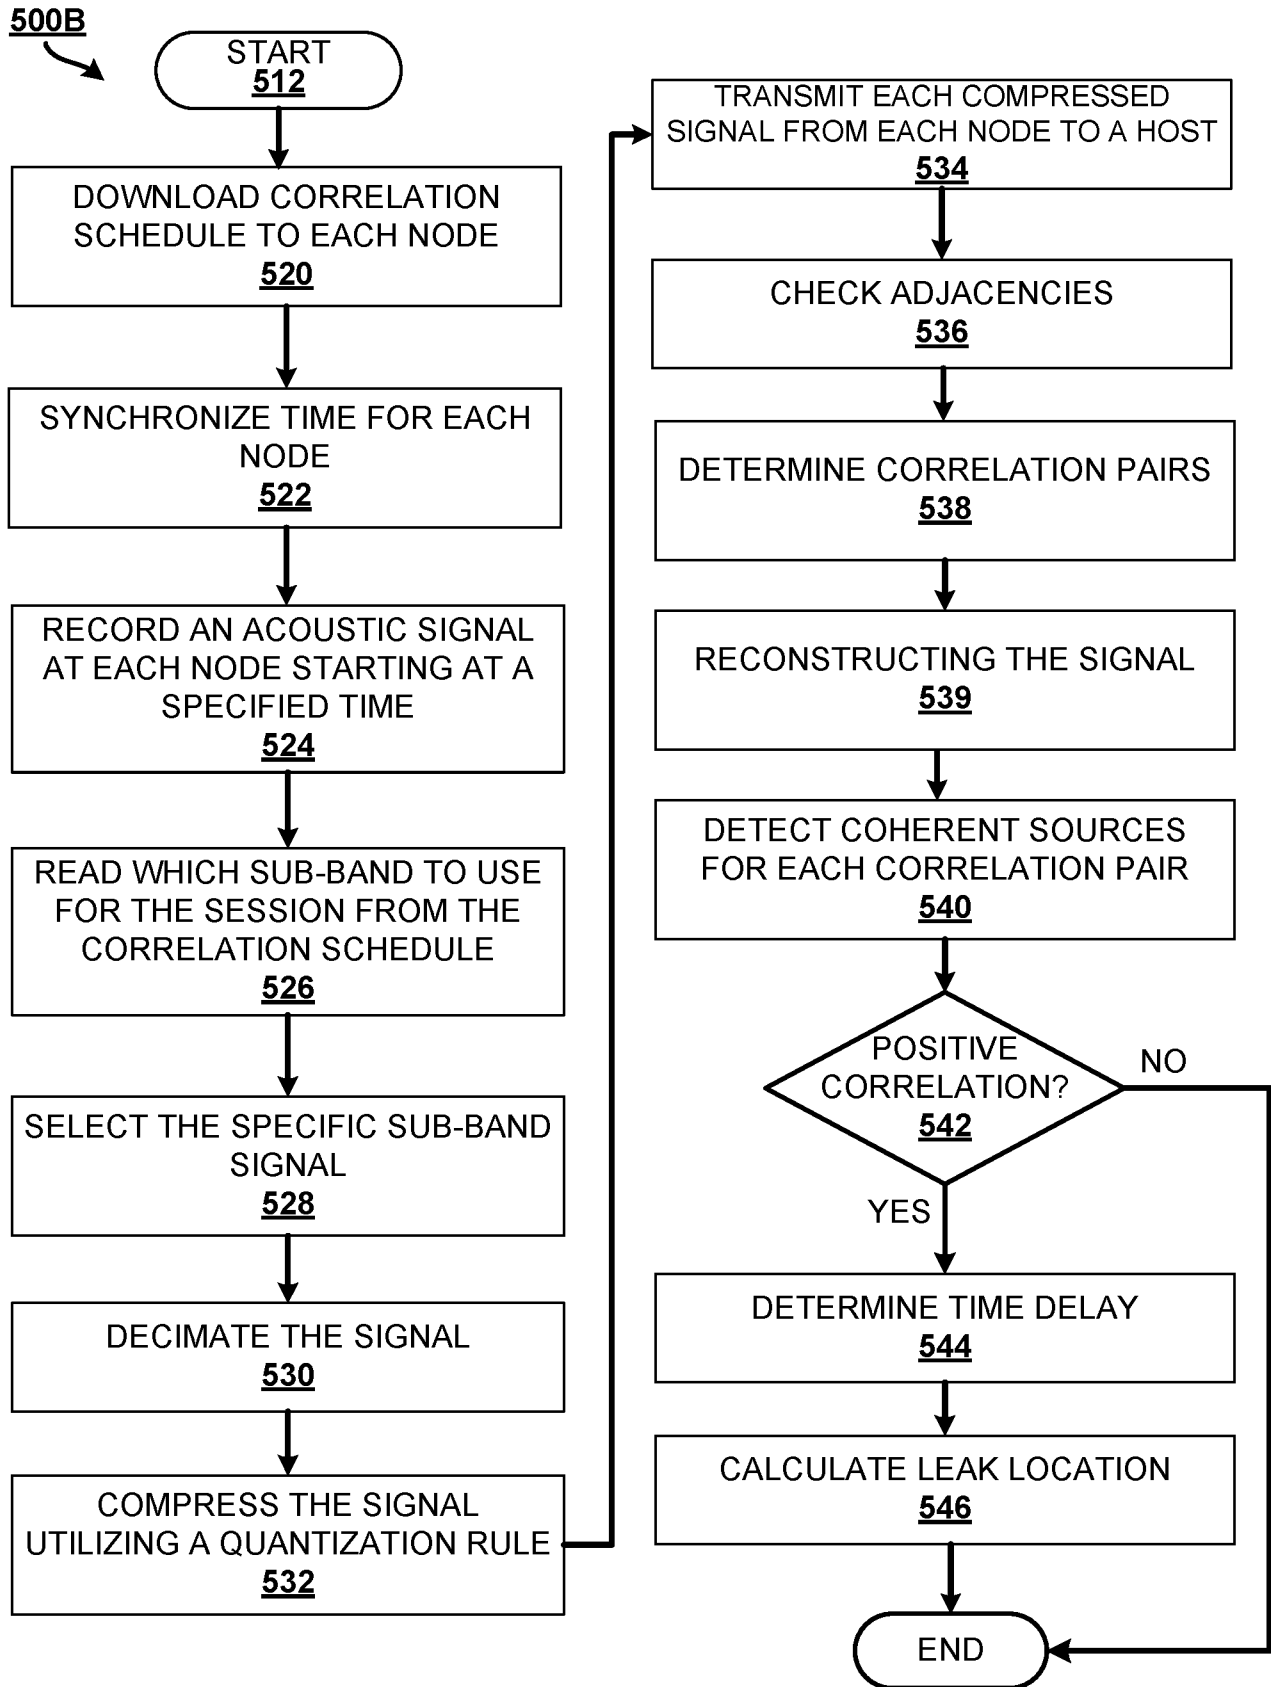 500B
START
512
DOWNLOAD CORRELATION
SCHEDULE TO EACH NODE
520
SYNCHRONIZE TIME FOR EACH
NODE
522
RECORD AN ACOUSTIC SIGNAL
AT EACH NODE STARTING AT A
SPECIFIED TIME
524
READ WHICH SUB-BAND TO USE
FOR THE SESSION FROM THE
CORRELATION SCHEDULE
526
SELECT THE SPECIFIC SUB-BAND
SIGNAL
528
DECIMATE THE SIGNAL
530
COMPRESS THE SIGNAL
UTILIZING A QUANTIZATION RULE
532
TRANSMIT EACH COMPRESSED
SIGNAL FROM EACH NODE TO A HOST
534
CHECK ADJACENCIES
536
DETERMINE CORRELATION PAIRS
538
RECONSTRUCTING THE SIGNAL
539
DETECT COHERENT SOURCES
FOR EACH CORRELATION PAIR
540
POSITIVE
CORRELATION?
542
NO
YES
DETERMINE TIME DELAY
544
CALCULATE LEAK LOCATION
546
END